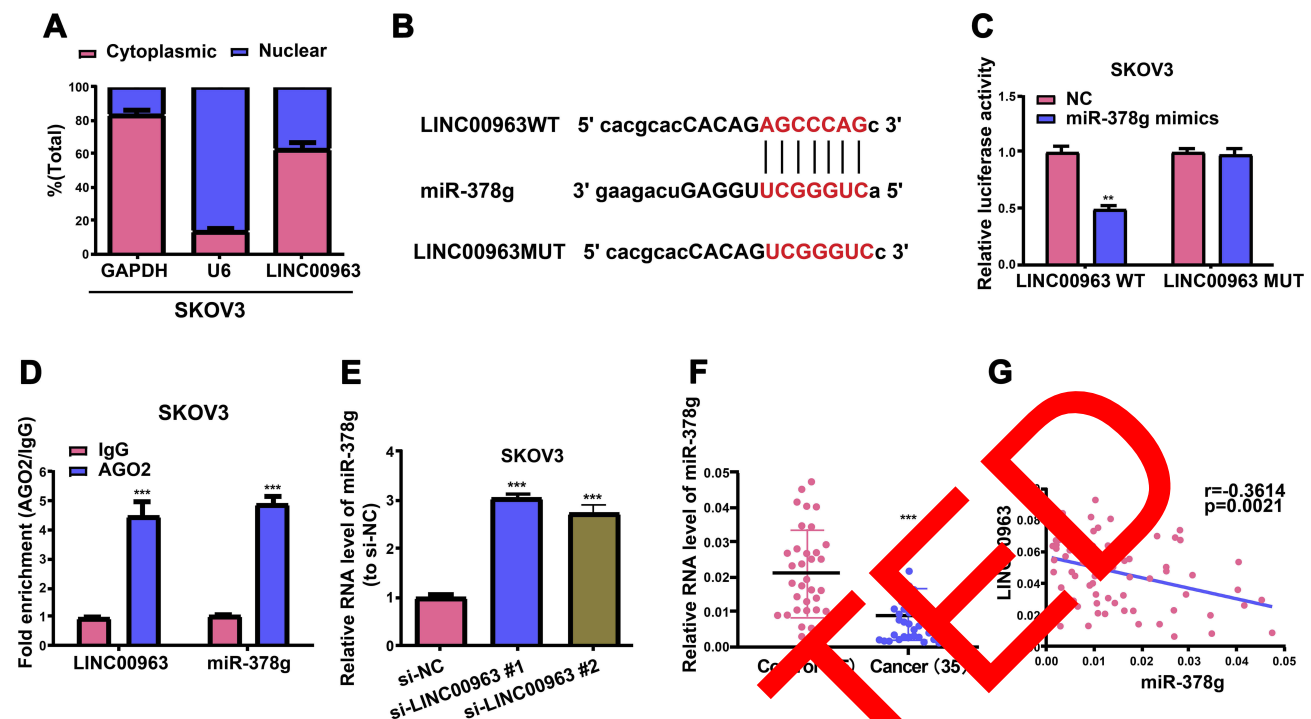 A
Cytoplasmic Nuclear
%(Total)
100
80
60
40
20
0
GAPDH U6 LINC00963
SKOV3
B
LINC00963WT 5' cacgcacCACAGAGCCCAGc 3'
miR-378g 3' gaagacuGAGGUUCGGGUCa 5'
LINC00963MUT 5' cacgcacCACAGUCGGGUCc 3'
C
SKOV3
NC
miR-378g mimics
Relative luciferase activity
1.5
1.0
0.5
0.0
**
LINC00963 WT LINC00963 MUT
D
SKOV3
IgG
AGO2
Fold enrichment (AGO2/IgG)
6
5
4
3
2
1
0
*** ***
LINC00963 miR-378g
E
SKOV3
Relative RNA level of miR-378g
(to si-NC)
4
3
2
1
0
*** ***
si-NC
si-LINC00963 #1
si-LINC00963 #2
F
Relative RNA level of miR-378g
0.05
0.04
0.03
0.02
0.01
0.00
***
Cancer (35)
G
r=-0.3614
p=0.0021
0.08
0.06
0.04
0.02
0.00 0.01 0.02 0.03 0.04 0.05
miR-378g
TED